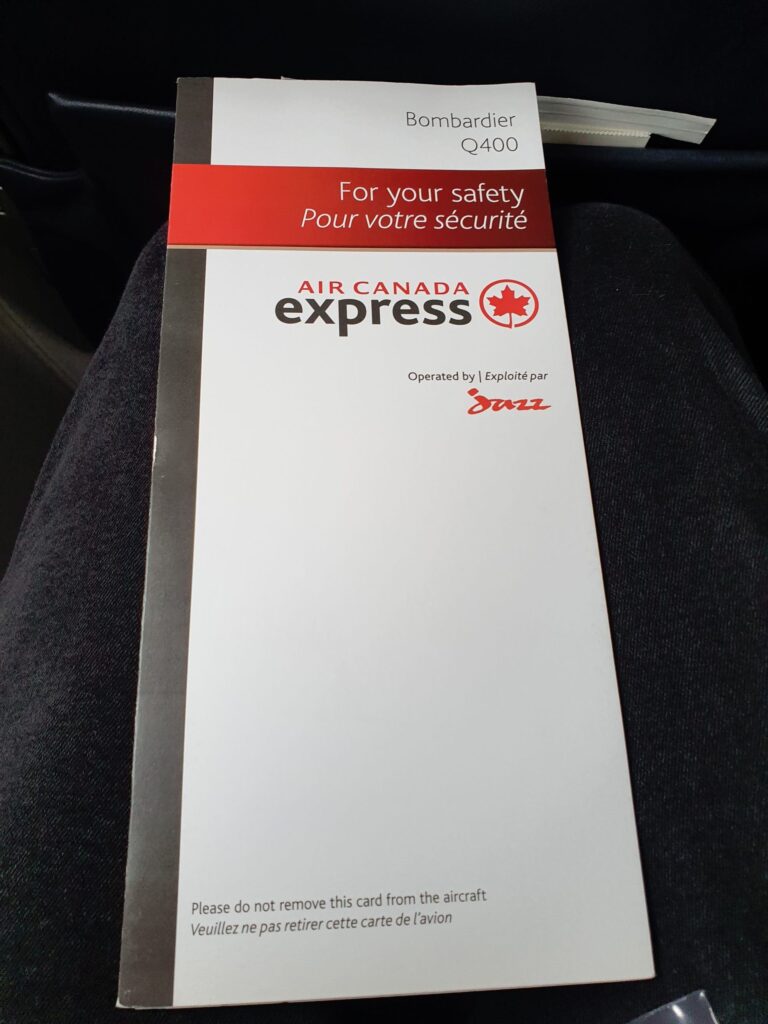 Bombardier
Q400
For your safety
Pour votre sécurité
AIR CANADA
express
Operated by | Exploité par
Jazz
Please do not remove this card from the aircraft
Veuillez ne pas retirer cette carte de l'avion